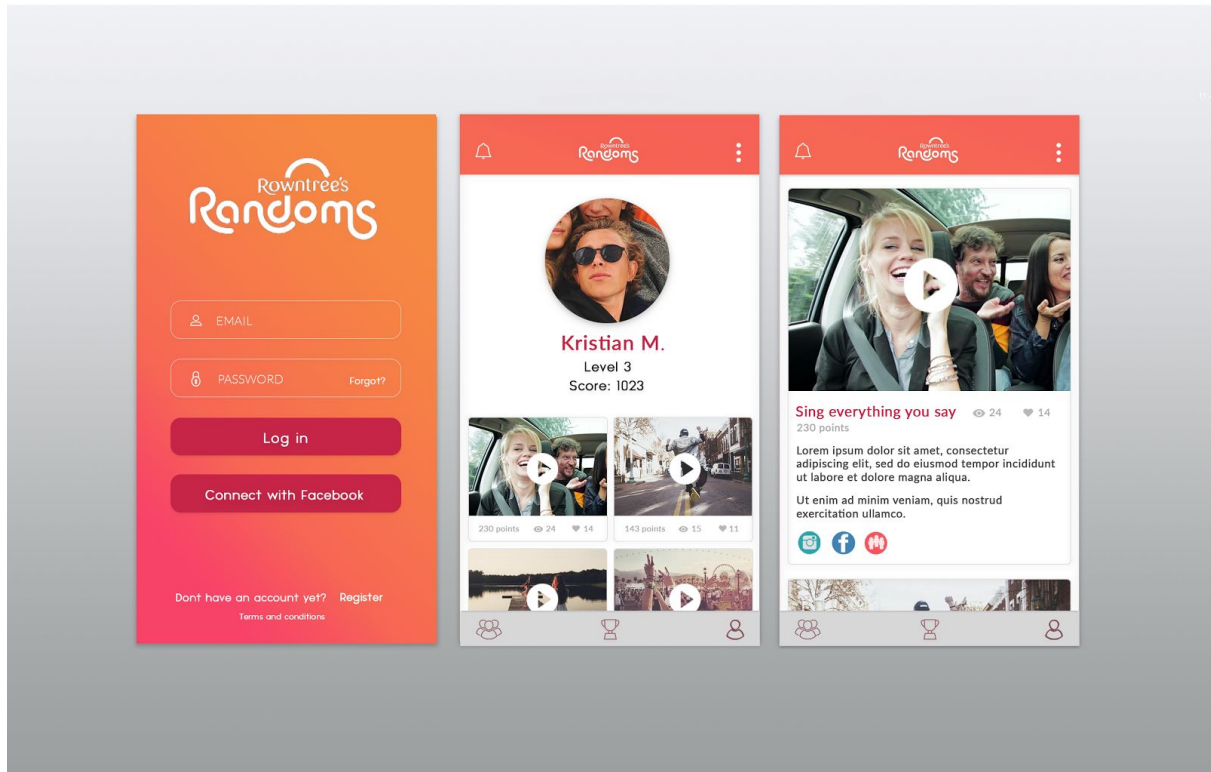 Rowntree's
Randoms
EMAIL
PASSWORD
Forgot?
Log in
Connect with Facebook
Dont have an account yet? Register
Terms and conditions
Rowntree's
Randoms
Kristian M.
Level 3
Score: 1023
230 points 24 14
143 points 15 11
Rowntree's
Randoms
Sing everything you say 24 14
230 points
Lorem ipsum dolor sit amet, consectetur
adipiscing elit, sed do eiusmod tempor incididunt
ut labore et dolore magna aliqua.
Ut enim ad minim veniam, quis nostrud
exercitation ullamco.